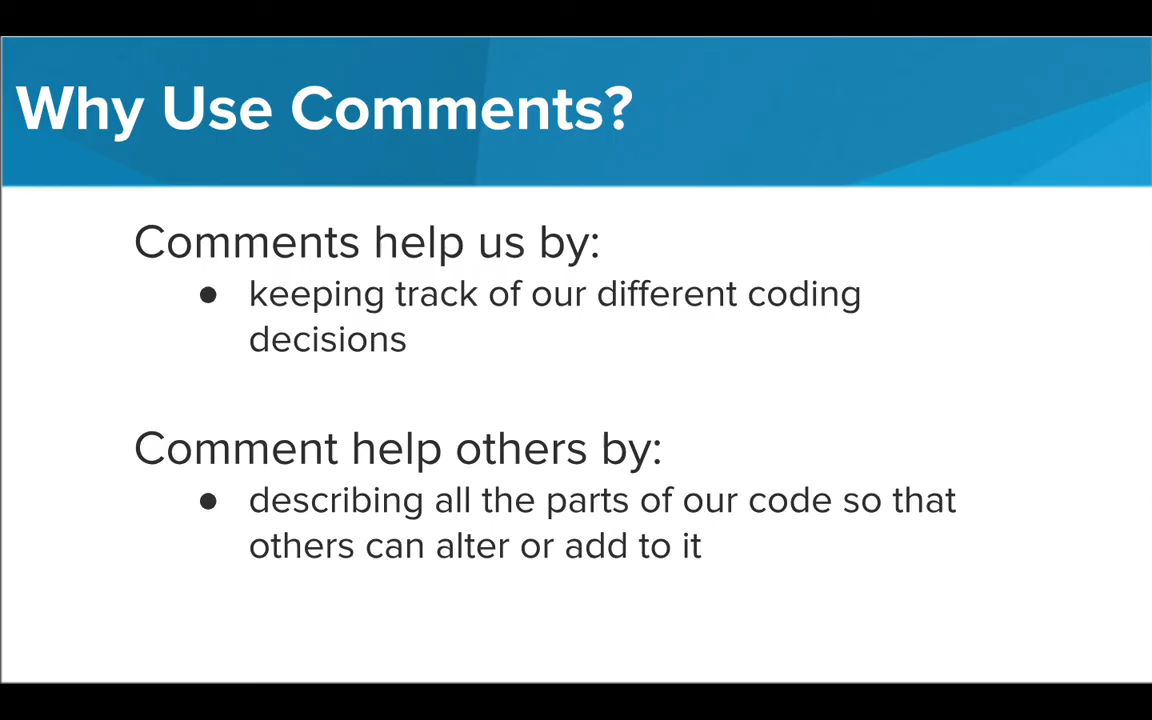 Why Use Comments?
Comments help us by:
● keeping track of our different coding
decisions
Comment help others by:
● describing all the parts of our code so that
others can alter or add to it